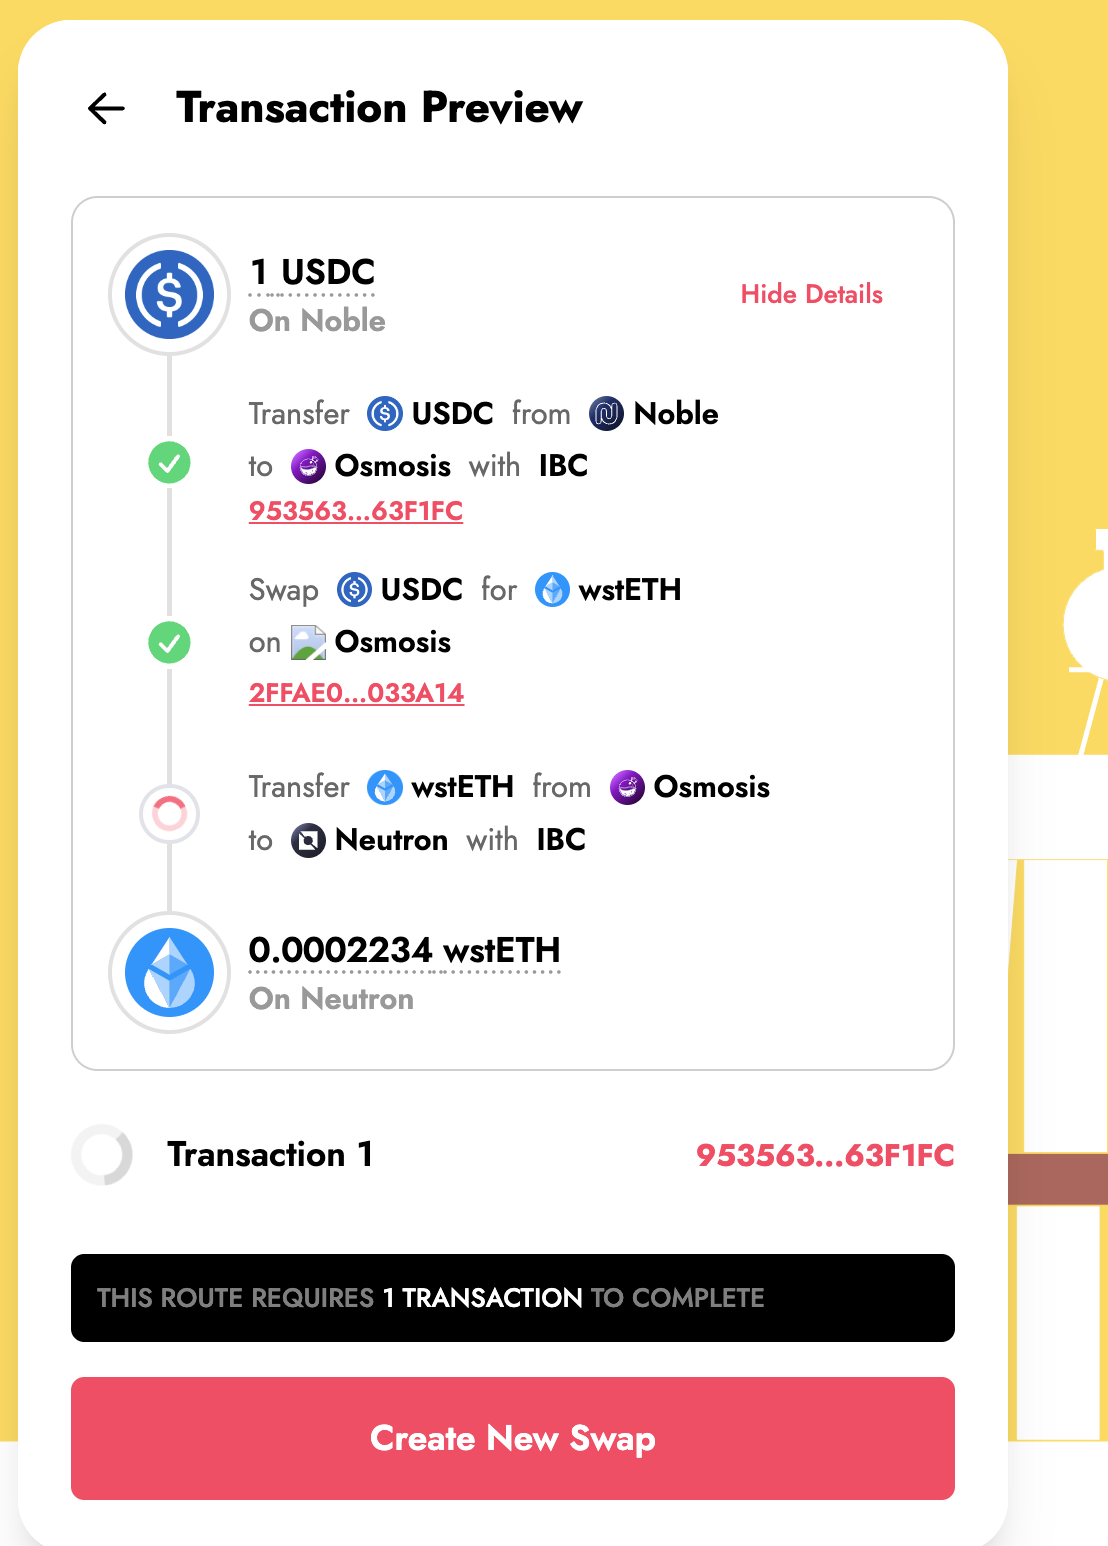 Transaction Preview
1 USDC
On Noble
Hide Details
Transfer USDC from Noble
to Osmosis with IBC
953563...63F1FC
Swap USDC for wstETH
on Osmosis
2FFAE0...033A14
Transfer wstETH from Osmosis
to Neutron with IBC
0.0002234 wstETH
On Neutron
Transaction 1 953563...63F1FC
THIS ROUTE REQUIRES 1 TRANSACTION TO COMPLETE
Create New Swap